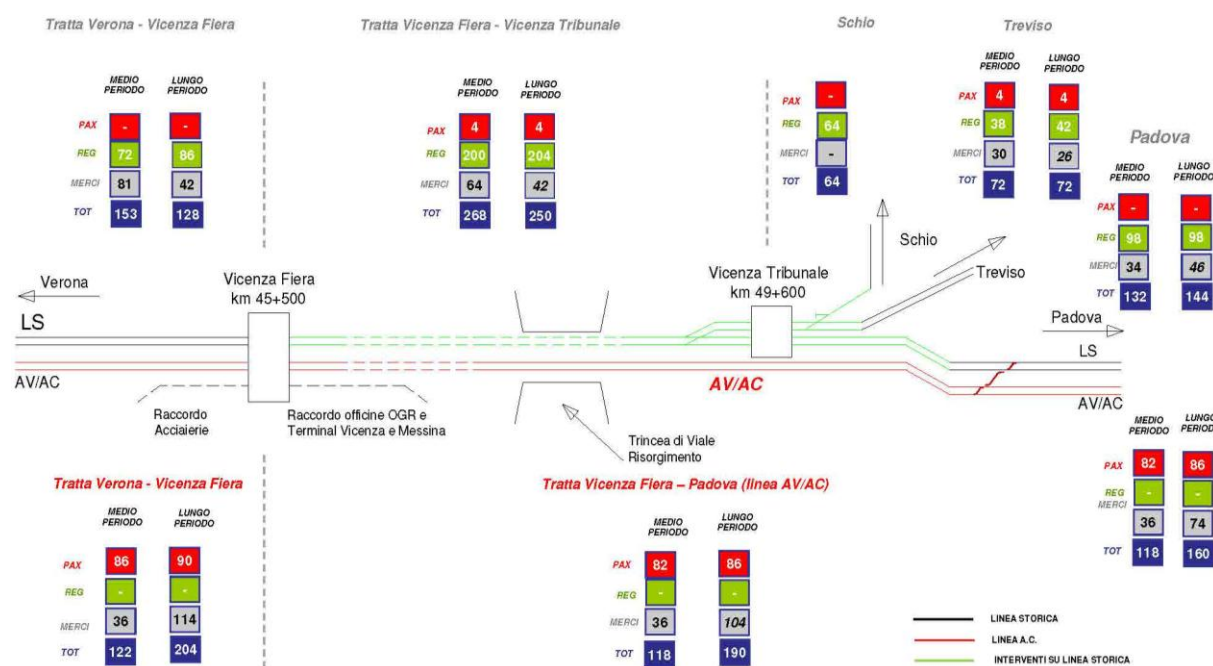 Tratta Verona - Vicenza Fiera
Tratta Vicenza Fiera - Vicenza Tribunale
Schio
Treviso
MEDIO PERIODO LUNGO PERIODO
PAX - -
REG 72 86
MERCI 81 42
TOT 153 128
MEDIO PERIODO LUNGO PERIODO
PAX 4 4
REG 200 204
MERCI 64 42
TOT 268 250
PAX -
REG 64
MERCI -
TOT 64
MEDIO PERIODO LUNGO PERIODO
PAX 4 4
REG 38 42
MERCI 30 26
TOT 72 72
Padova
MEDIO PERIODO LUNGO PERIODO
PAX - -
REG 98 98
MERCI 34 46
TOT 132 144
Verona
Vicenza Fiera
km 45+500
Vicenza Tribunale
km 49+600
Schio
Treviso
Padova
LS
LS
AV/AC
AV/AC
AV/AC
Raccordo
Acciaierie
Raccordo officine OGR e
Terminal Vicenza e Messina
Trincea di Viale
Risorgimento
MEDIO PERIODO LUNGO PERIODO
PAX 82 86
REG - -
MERCI
36 74
TOT 118 160
Tratta Verona - Vicenza Fiera
MEDIO PERIODO LUNGO PERIODO
PAX 86 90
REG - -
MERCI 36 114
TOT 122 204
Tratta Vicenza Fiera – Padova (linea AV/AC)
MEDIO PERIODO LUNGO PERIODO
PAX 82 86
REG - -
MERCI 36 104
TOT 118 190
LINEA STORICA
LINEA A.C.
INTERVENTI SU LINEA STORICA